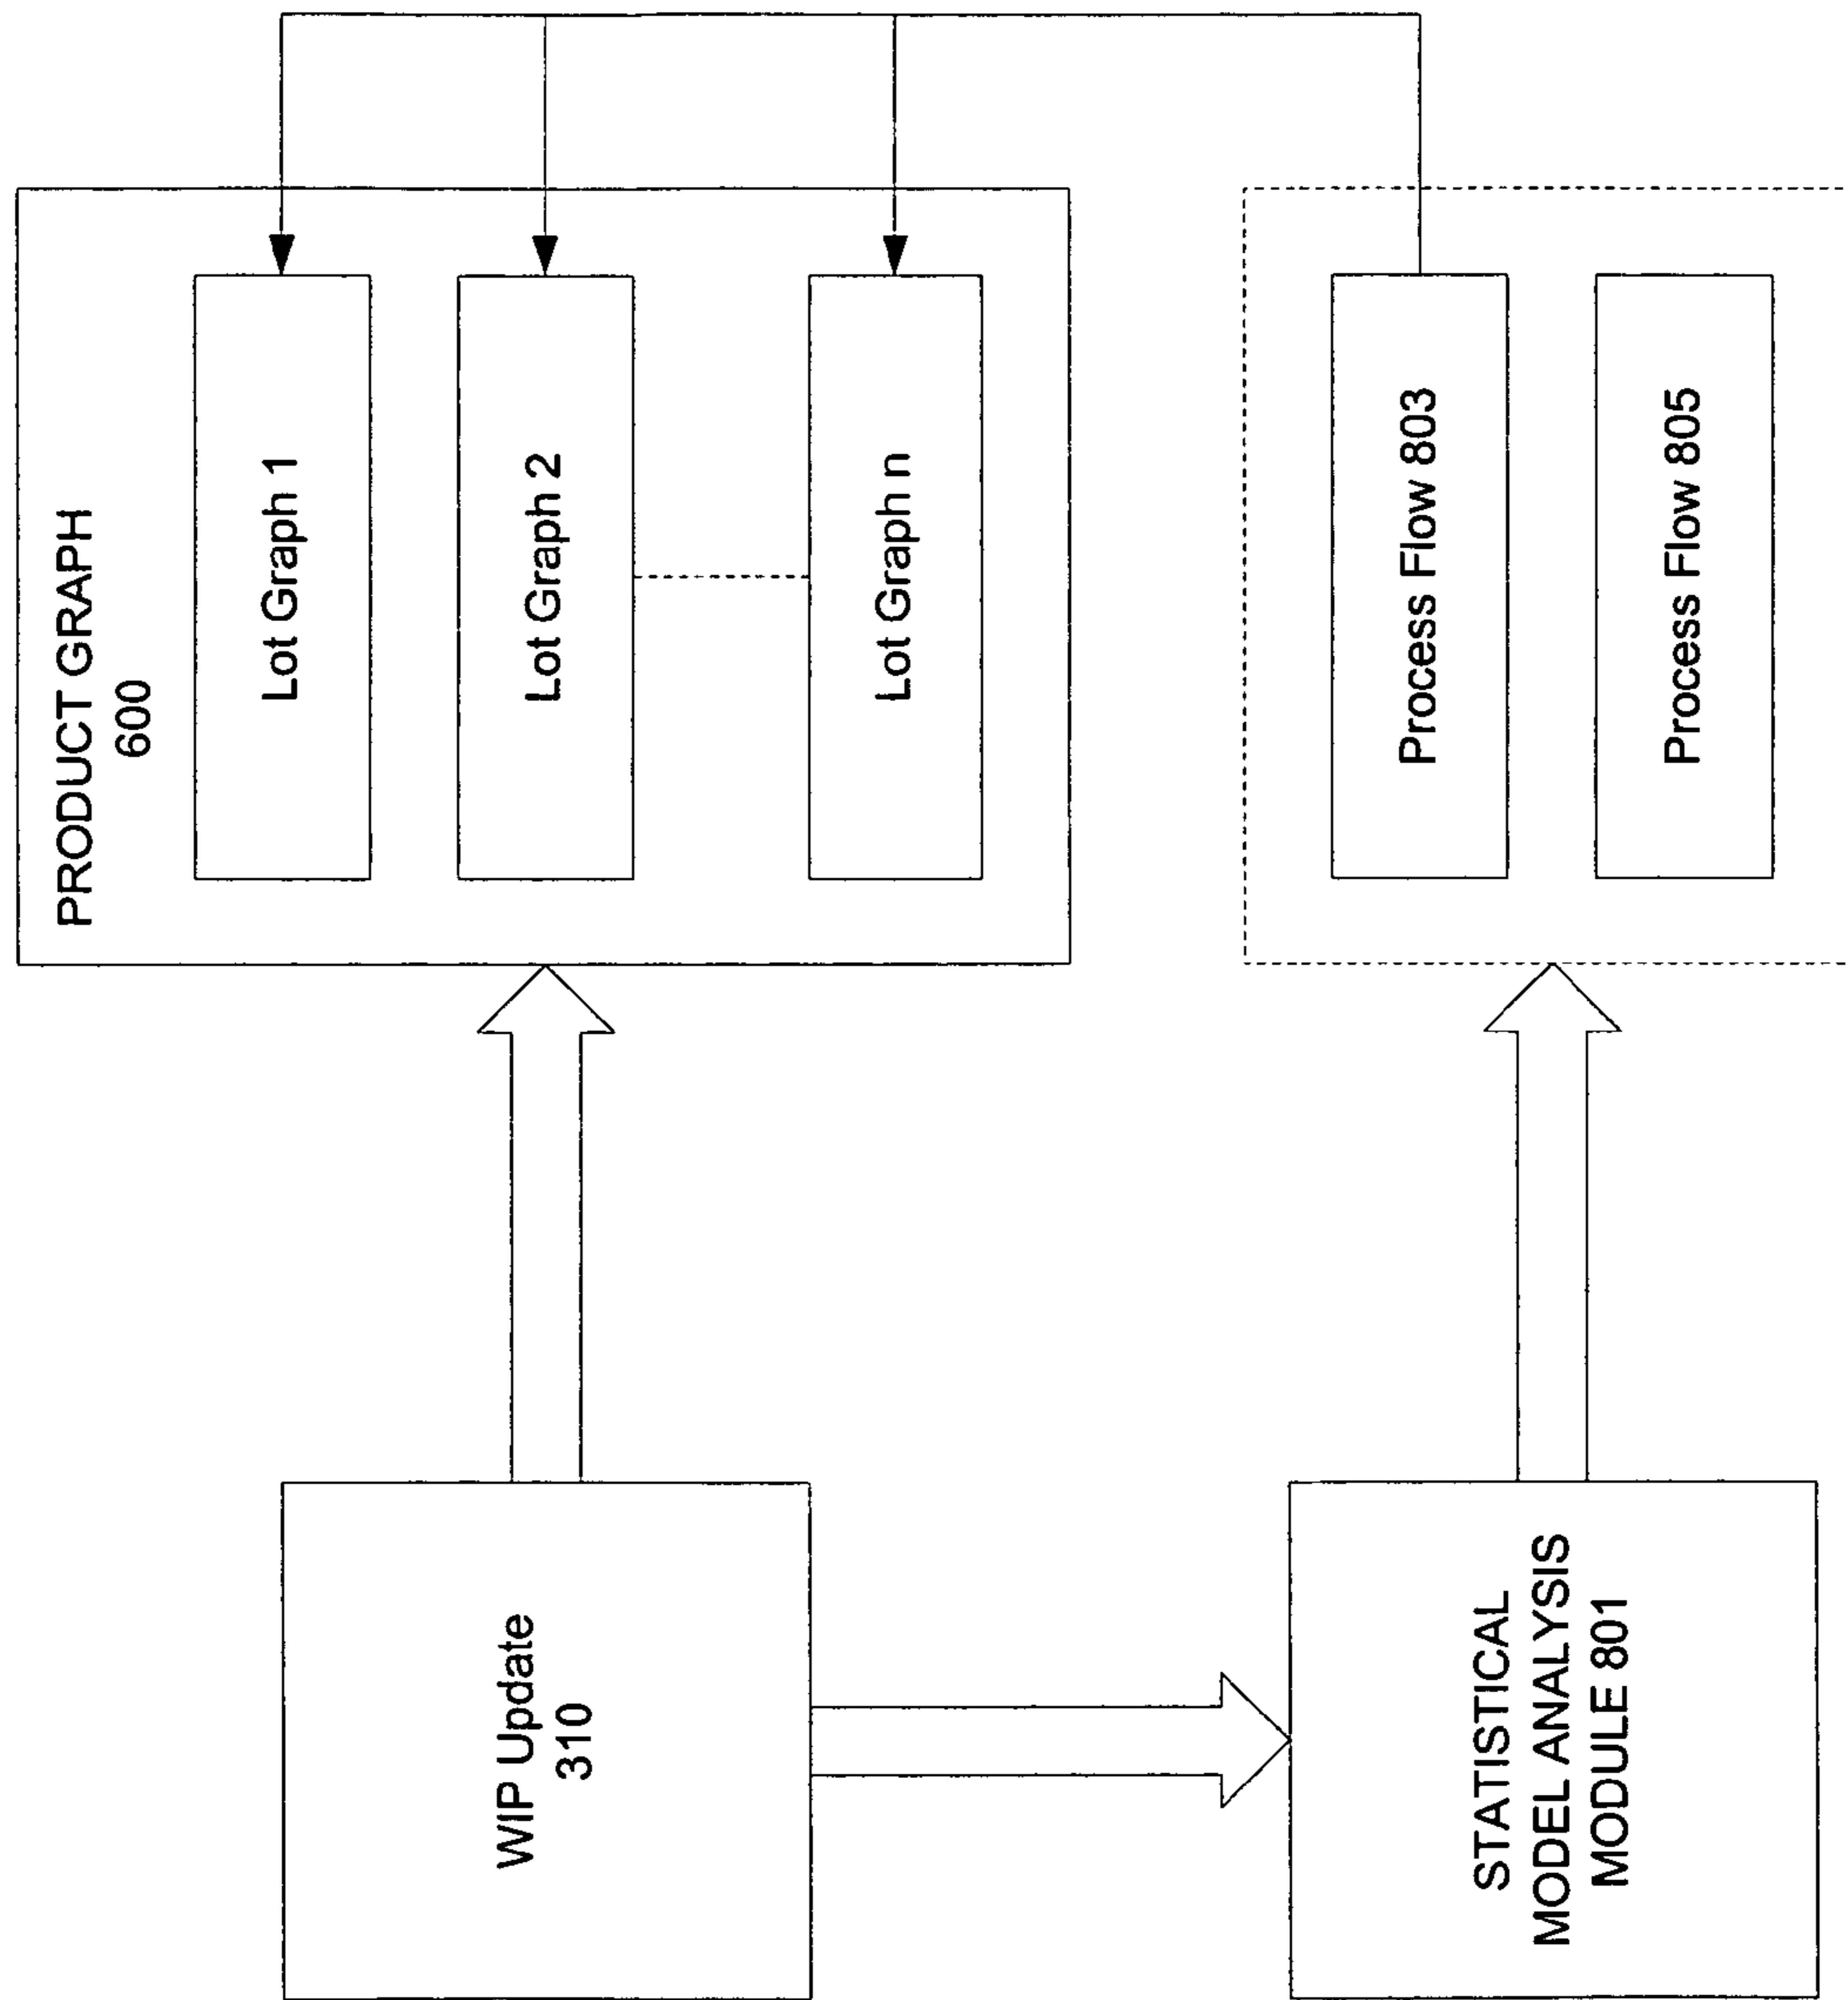 PRODUCT GRAPH
600
Lot Graph 1
Lot Graph 2
Lot Graph n
Process Flow 803
Process Flow 805
WIP Update
310
STATISTICAL
MODEL ANALYSIS
MODULE 801